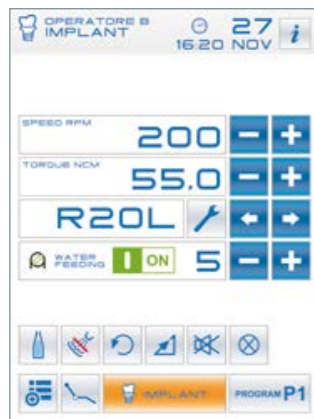 OPERATORE B
IMPLANT
27
16:20 NOV
i
SPEED RPM
200
TORQUE NCM
55.0
R20L
WATER
FEEDING
I ON
5
IMPLANT
PROGRAM P1